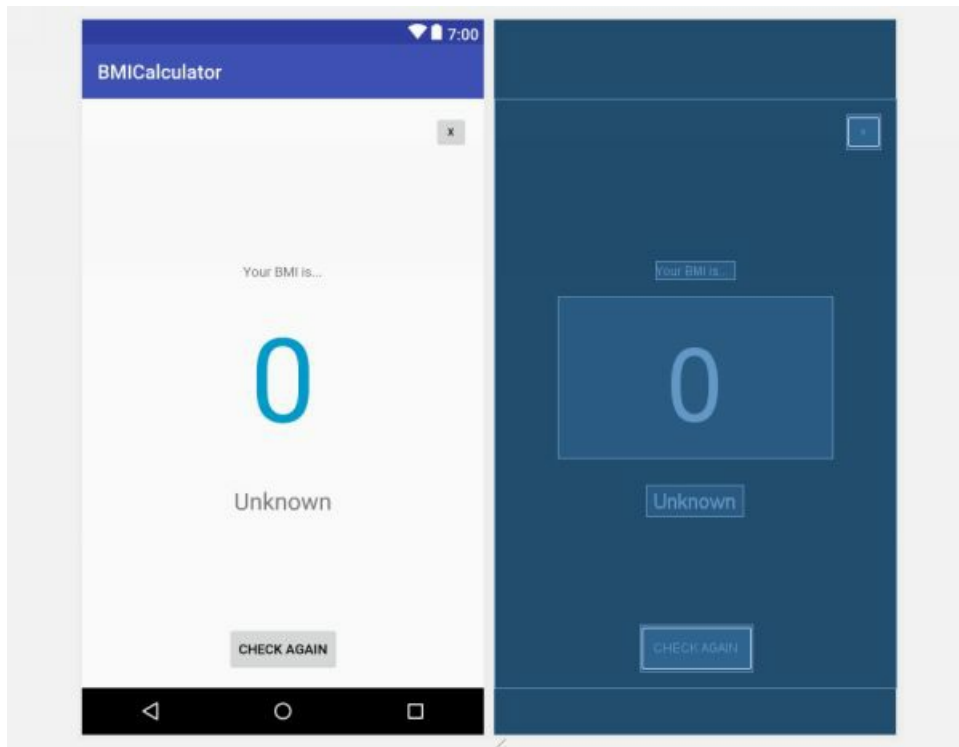 7:00
BMICalculator
X
Your BMI is...
0
Unknown
CHECK AGAIN
x
Your BMI is...
0
Unknown
CHECK AGAIN